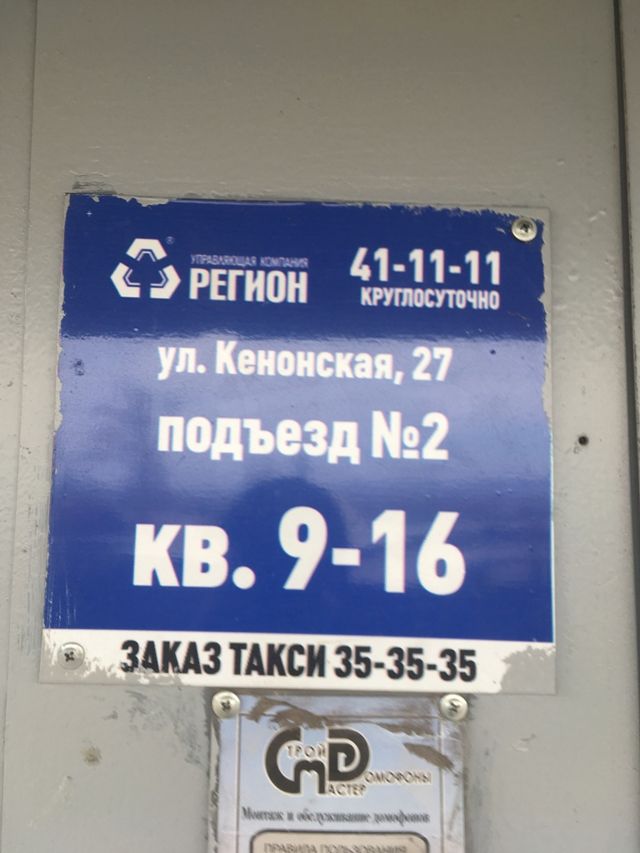 УПРАВЛЯЮЩАЯ КОМПАНИЯ
РЕГИОН
41-11-11
КРУГЛОСУТОЧНО
ул. Кенонская, 27
подъезд №2
кв. 9-16
ЗАКАЗ ТАКСИ 35-35-35
СТРОЙ
МАСТЕР
ДОМОФОНЫ
Монтаж и обслуживание домофонов
ПРАВИЛА ПОЛЬЗОВАНИЯ